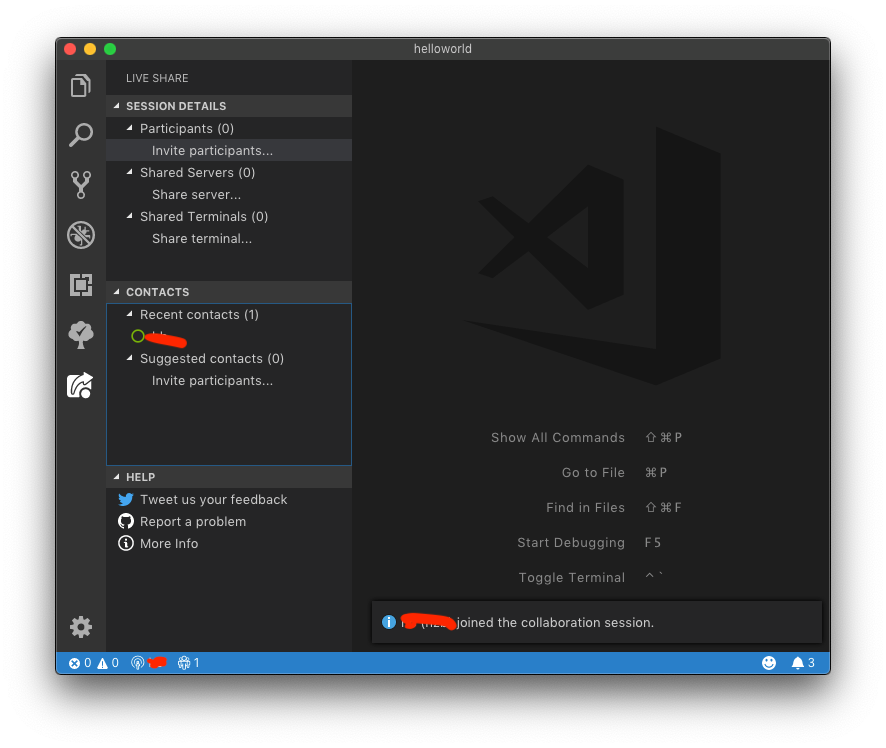 helloworld
LIVE SHARE
SESSION DETAILS
Participants (0)
Invite participants...
Shared Servers (0)
Share server...
Shared Terminals (0)
Share terminal...
CONTACTS
Recent contacts (1)
Suggested contacts (0)
Invite participants...
HELP
Tweet us your feedback
Report a problem
More Info
Show All Commands ⇧⌘P
Go to File ⌘P
Find in Files ⇧⌘F
Start Debugging F5
Toggle Terminal ^`
joined the collaboration session.
0 0 1 3